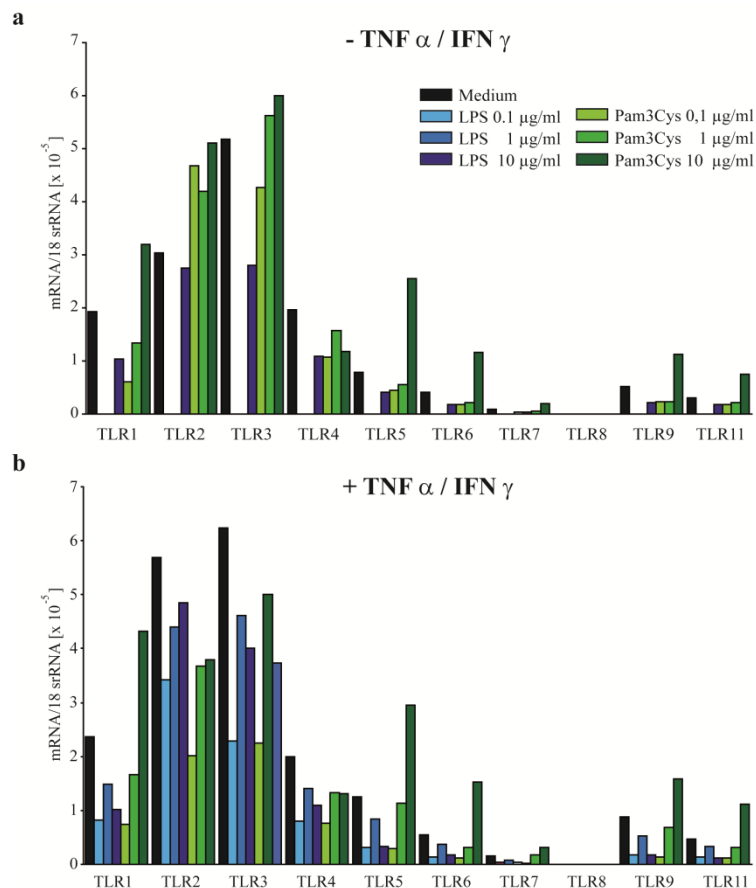 a
- TNF α / IFN γ
7
6
5
4
3
2
1
0
mRNA/18 srRNA [x 10⁻⁵]
Medium
LPS 0.1 µg/ml
LPS 1 µg/ml
LPS 10 µg/ml
Pam3Cys 0,1 µg/ml
Pam3Cys 1 µg/ml
Pam3Cys 10 µg/ml
TLR1 TLR2 TLR3 TLR4 TLR5 TLR6 TLR7 TLR8 TLR9 TLR11
b
+ TNF α / IFN γ
7
6
5
4
3
2
1
0
mRNA/18 srRNA [x 10⁻⁵]
TLR1 TLR2 TLR3 TLR4 TLR5 TLR6 TLR7 TLR8 TLR9 TLR11